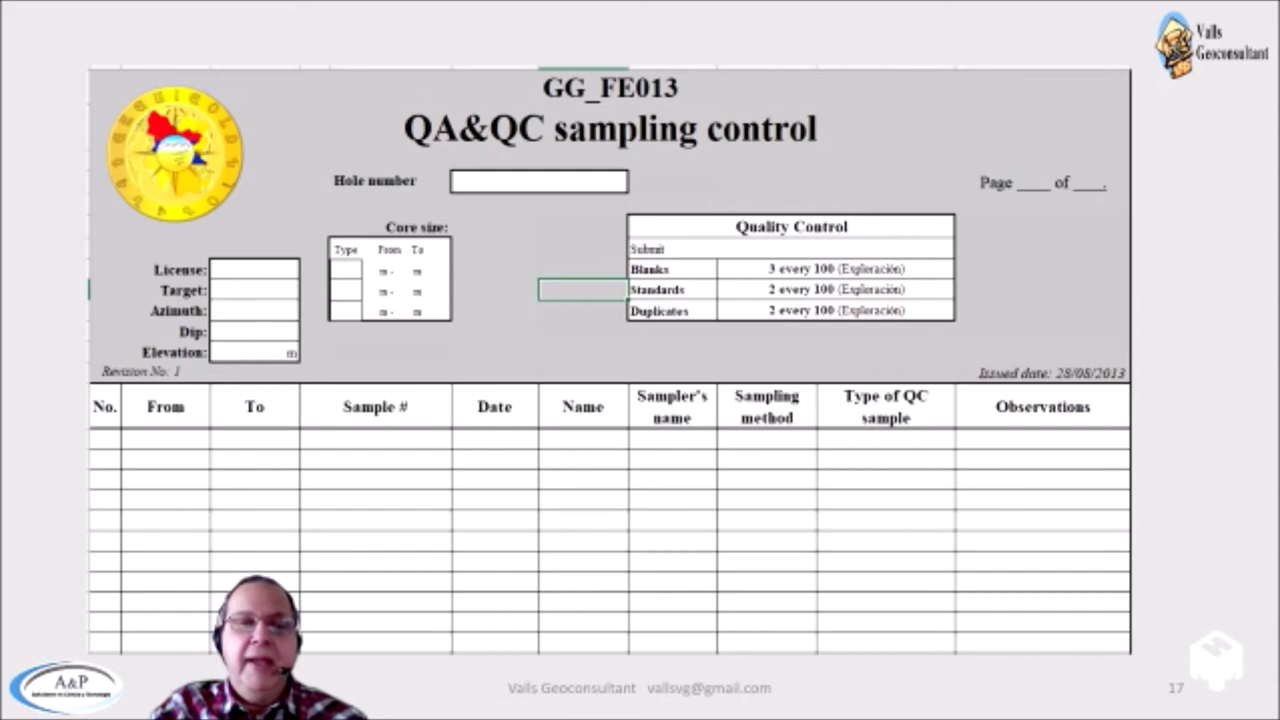 Valls
Geoconsultant
GG_FE013
QA&QC sampling control
Hole number
Page ____ of ____.
Core size:
Type From To
m - m
m - m
m - m
Quality Control
Submit
Blanks 3 every 100 (Exploración)
Standards 2 every 100 (Exploración)
Duplicates 2 every 100 (Exploración)
License:
Target:
Azimuth:
Dip:
Elevation: m
Revision No: 1
Issued date: 28/08/2013
No. From To Sample # Date Name Sampler's name Sampling method Type of QC sample Observations
A&P
Valls Geoconsultant vallsvg@gmail.com
17